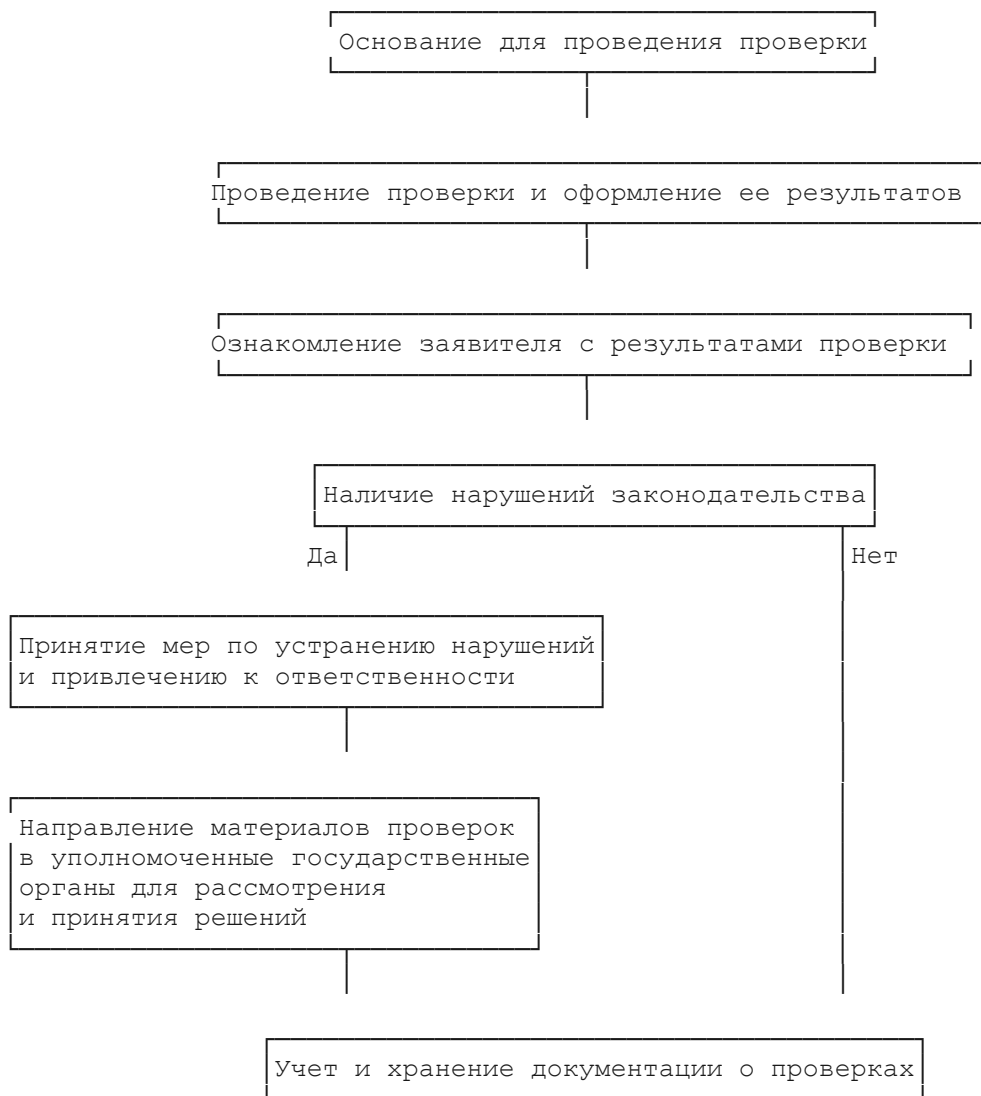 Основание для проведения проверки
Проведение проверки и оформление ее результатов
Ознакомление заявителя с результатами проверки
Наличие нарушений законодательства
Да Нет
Принятие мер по устранению нарушений
и привлечению к ответственности
Направление материалов проверок
в уполномоченные государственные
органы для рассмотрения
и принятия решений
Учет и хранение документации о проверках